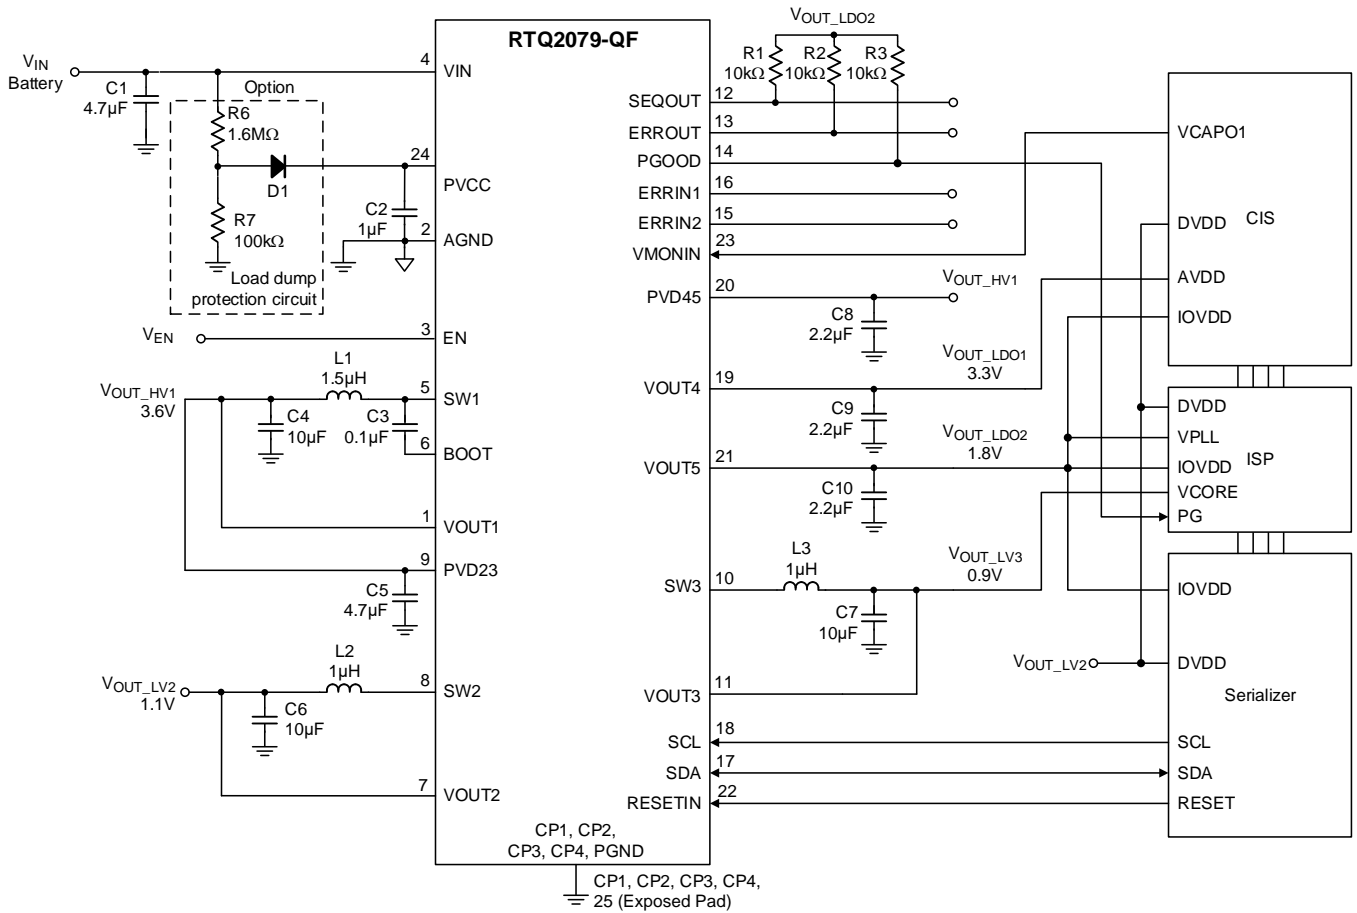 RTQ2079-QF
VIN
Battery
C1
4.7µF
4
VIN
Option
R6
1.6MΩ
D1
R7
100kΩ
Load dump
protection circuit
24
PVCC
C2
1µF
2
AGND
VEN
3
EN
VOUT_HV1
3.6V
L1
1.5µH
5
SW1
C4
10µF
C3
0.1µF
6
BOOT
1
VOUT1
9
PVD23
C5
4.7µF
VOUT_LV2
1.1V
L2
1µH
8
SW2
C6
10µF
7
VOUT2
CP1, CP2,
CP3, CP4, PGND
CP1, CP2, CP3, CP4,
25 (Exposed Pad)
VOUT_LDO2
R1
10kΩ
R2
10kΩ
R3
10kΩ
SEQOUT
12
ERROUT
13
PGOOD
14
ERRIN1
16
ERRIN2
15
VMONIN
23
PVD45
20
VOUT_HV1
C8
2.2µF
VOUT4
19
VOUT_LDO1
3.3V
C9
2.2µF
VOUT5
21
VOUT_LDO2
1.8V
C10
2.2µF
SW3
10
L3
1µH
VOUT_LV3
0.9V
C7
10µF
VOUT3
11
VOUT_LV2
SCL
18
SDA
17
RESETIN
22
VCAPO1
CIS
DVDD
AVDD
IOVDD
DVDD
VPLL
IOVDD
ISP
VCORE
PG
IOVDD
DVDD
Serializer
SCL
SDA
RESET